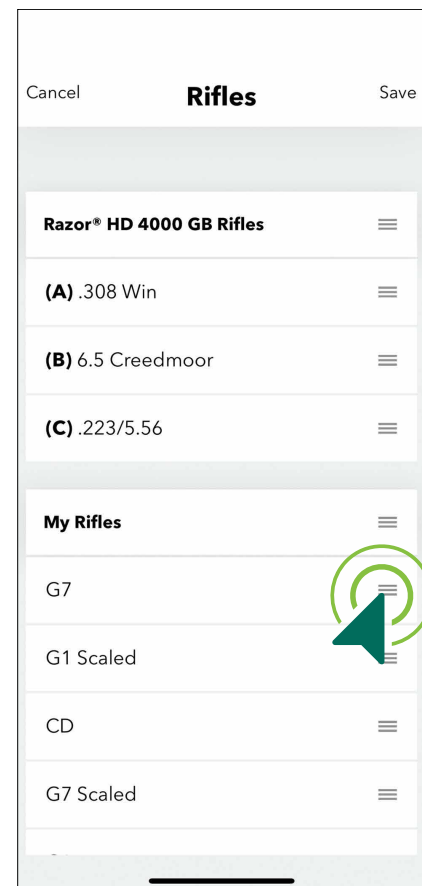 Cancel Rifles Save
Razor® HD 4000 GB Rifles
(A) .308 Win
(B) 6.5 Creedmoor
(C) .223/5.56
My Rifles
G7
G1 Scaled
CD
G7 Scaled